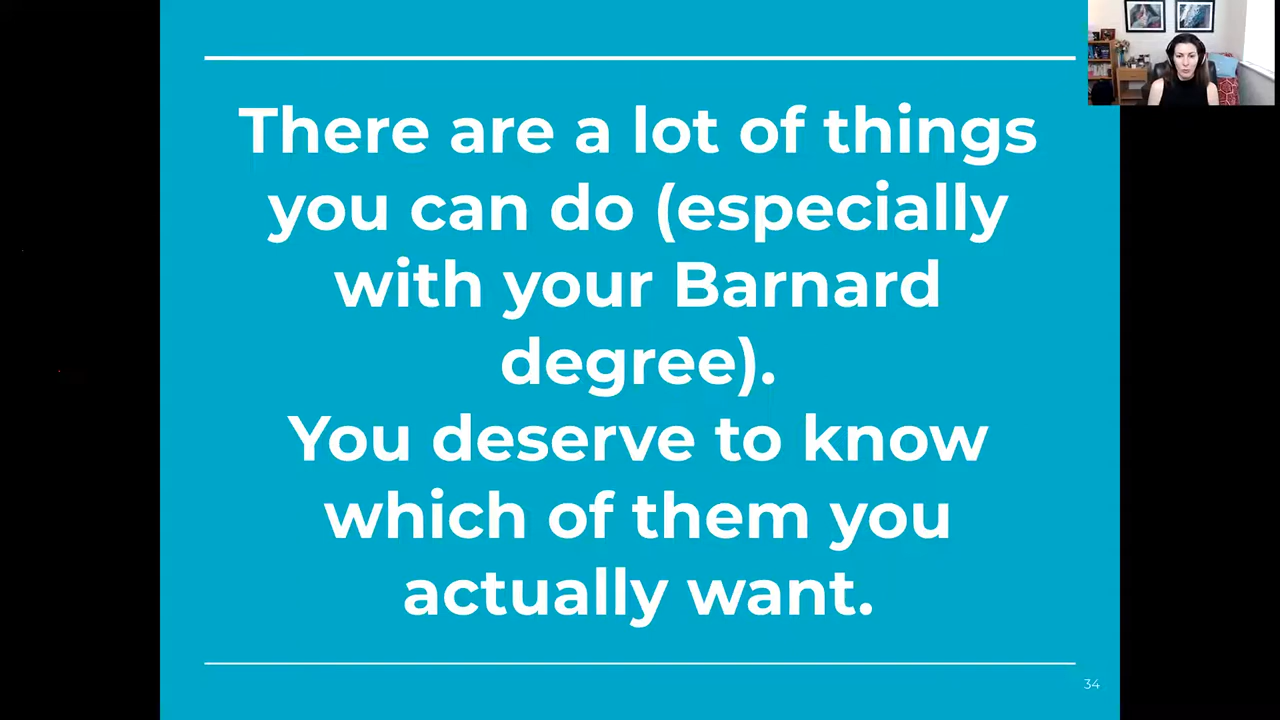 There are a lot of things
you can do (especially
with your Barnard
degree).
You deserve to know
which of them you
actually want.
34